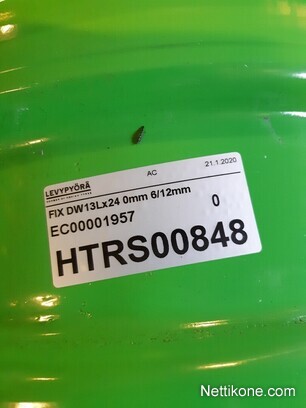 LEVYPYÖRÄ
AC
21.1.2020
FIX DW13Lx24 0mm 6/12mm
EC00001957
0
HTRS00848
Nettikone.com